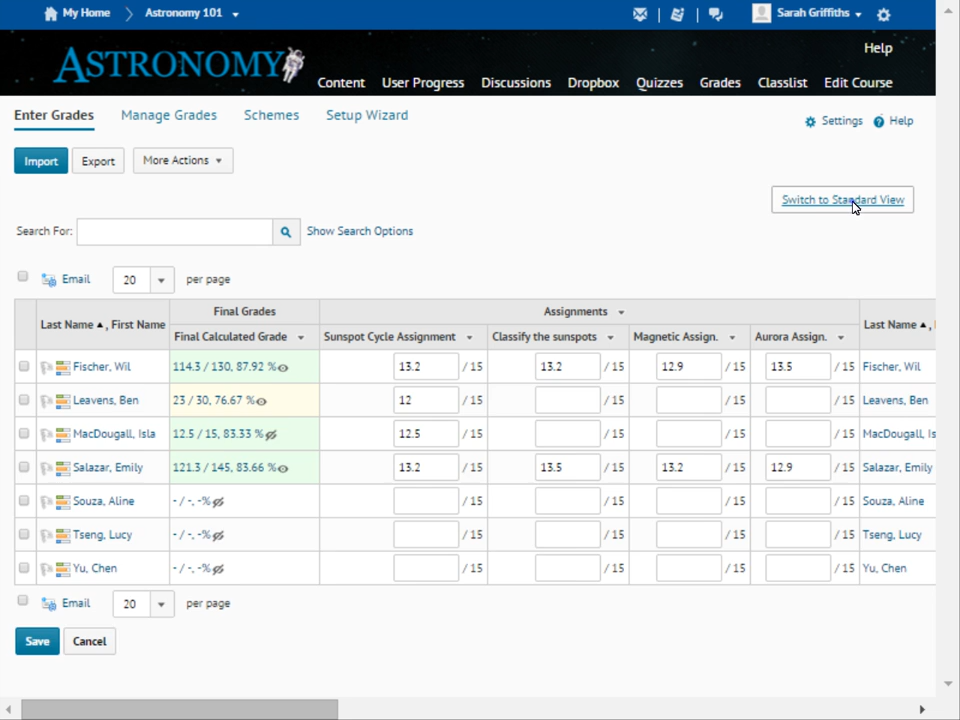 My Home Astronomy 101 Sarah Griffiths
Help
ASTRONOMY
Content User Progress Discussions Dropbox Quizzes Grades Classlist Edit Course
Enter Grades Manage Grades Schemes Setup Wizard
Settings Help
Import Export More Actions
Switch to Standard View
Search For: Show Search Options
Email 20 per page
Final Grades Assignments
Last Name , First Name Last Name ,
Final Calculated Grade Sunspot Cycle Assignment Classify the sunspots Magnetic Assign. Aurora Assign.
Fischer, Wil 114.3 / 130, 87.92 % 13.2 / 15 13.2 / 15 12.9 / 15 13.5 / 15 Fischer, Wil
Leavens, Ben 23 / 30, 76.67 % 12 / 15 / 15 / 15 / 15 Leavens, Ben
MacDougall, Isla 12.5 / 15, 83.33 % 12.5 / 15 / 15 / 15 / 15 MacDougall, Is
Salazar, Emily 121.3 / 145, 83.66 % 13.2 / 15 13.5 / 15 13.2 / 15 12.9 / 15 Salazar, Emily
Souza, Aline - / -, -% / 15 / 15 / 15 / 15 Souza, Aline
Tseng, Lucy - / -, -% / 15 / 15 / 15 / 15 Tseng, Lucy
Yu, Chen - / -, -% / 15 / 15 / 15 / 15 Yu, Chen
Email 20 per page
Save Cancel